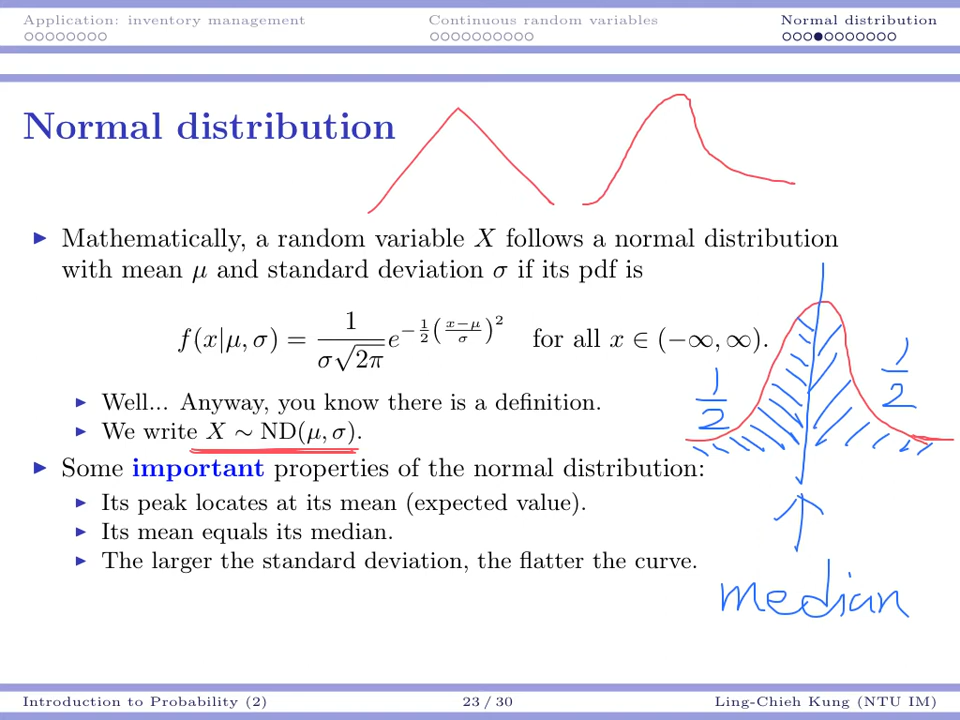 Application: inventory management Continuous random variables Normal distribution
Normal distribution
Mathematically, a random variable X follows a normal distribution
with mean μ and standard deviation σ if its pdf is
f(x|μ, σ) = 1/(σ√2π) e^{-1/2((x−μ)/σ)^2} for all x ∈ (−∞, ∞).
Well... Anyway, you know there is a definition.
We write X ∼ ND(μ, σ).
Some important properties of the normal distribution:
Its peak locates at its mean (expected value).
Its mean equals its median.
The larger the standard deviation, the flatter the curve.
1/2
1/2
median
Introduction to Probability (2) 23 / 30 Ling-Chieh Kung (NTU IM)